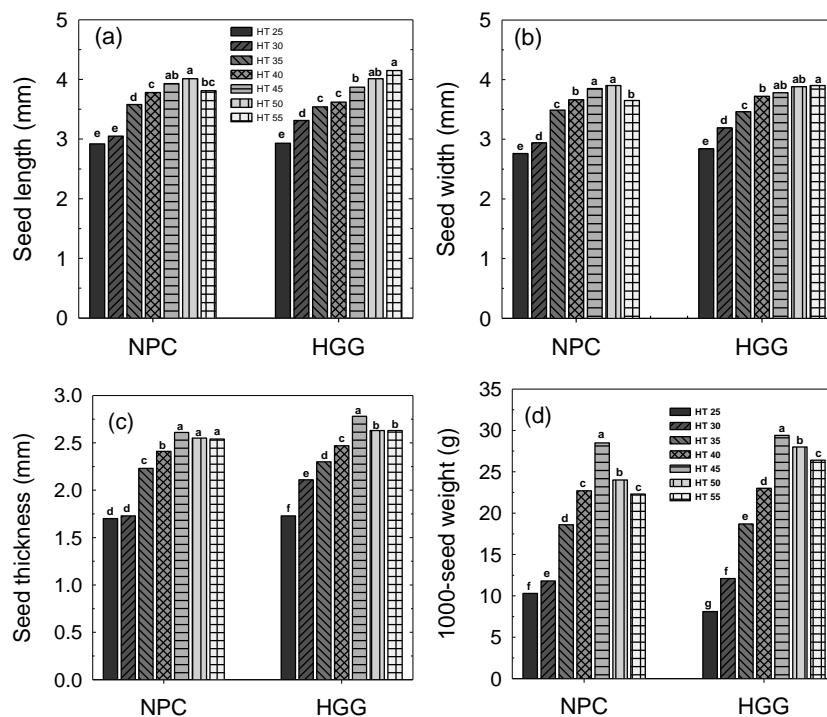 (a)
Seed length (mm)
5
4
3
2
1
0
HT 25
HT 30
HT 35
HT 40
HT 45
HT 50
HT 55
e e d c ab a bc
e d c c b ab a
NPC HGG
(b)
Seed width (mm)
5
4
3
2
1
0
e d c b a a b
e d c b ab ab a
NPC HGG
(c)
Seed thickness (mm)
3.0
2.5
2.0
1.5
1.0
0.5
0.0
d d c b a a a
f e d c a b b
NPC HGG
(d)
1000-seed weight (g)
35
30
25
20
15
10
5
0
HT 25
HT 30
HT 35
HT 40
HT 45
HT 50
HT 55
f e d c a b c
g f e d a b c
NPC HGG